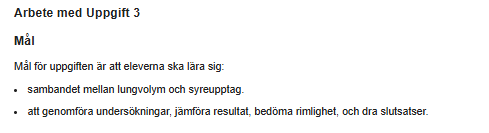 Arbete med Uppgift 3
Mål
Mål för uppgiften är att eleverna ska lära sig:
• sambandet mellan lungvolym och syreupptag.
• att genomföra undersökningar, jämföra resultat, bedöma rimlighet, och dra slutsatser.